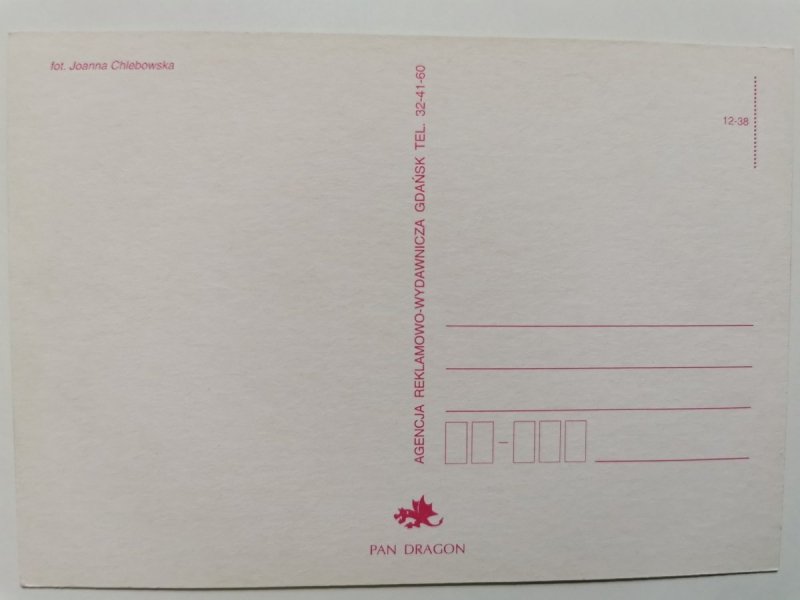 fot. Joanna Chlebowska
AGENCJA REKLAMOWO-WYDAWNICZA GDAŃSK TEL. 32-41-60
12-38
PAN DRAGON